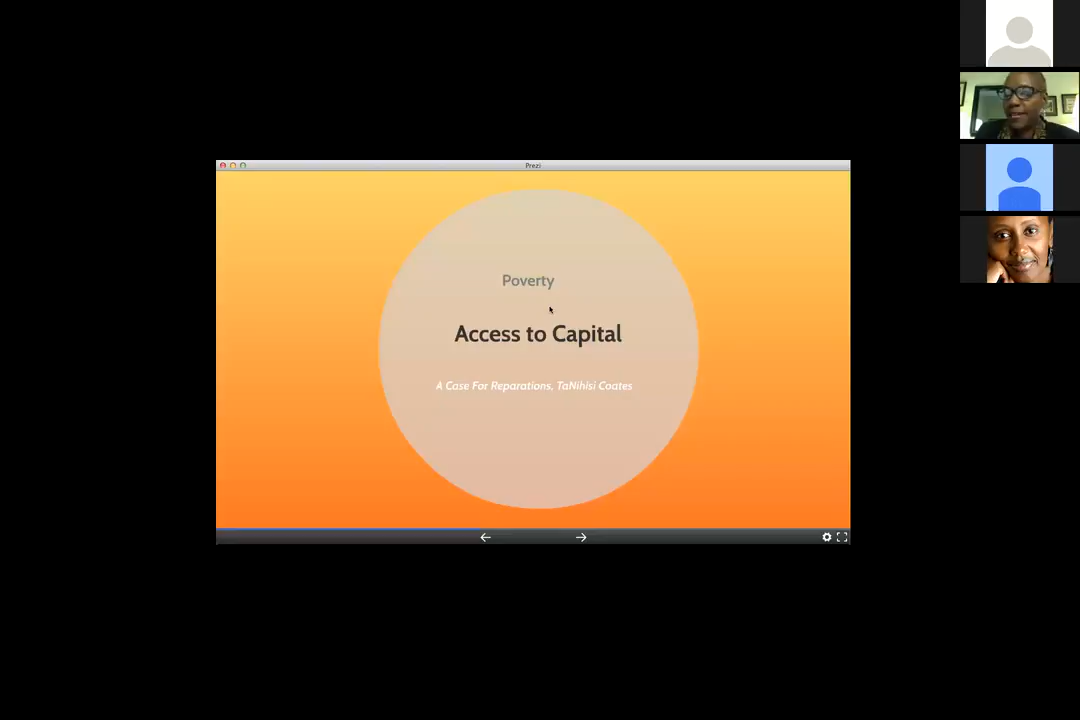 Prezi
Poverty
Access to Capital
A Case For Reparations, TaNihisi Coates